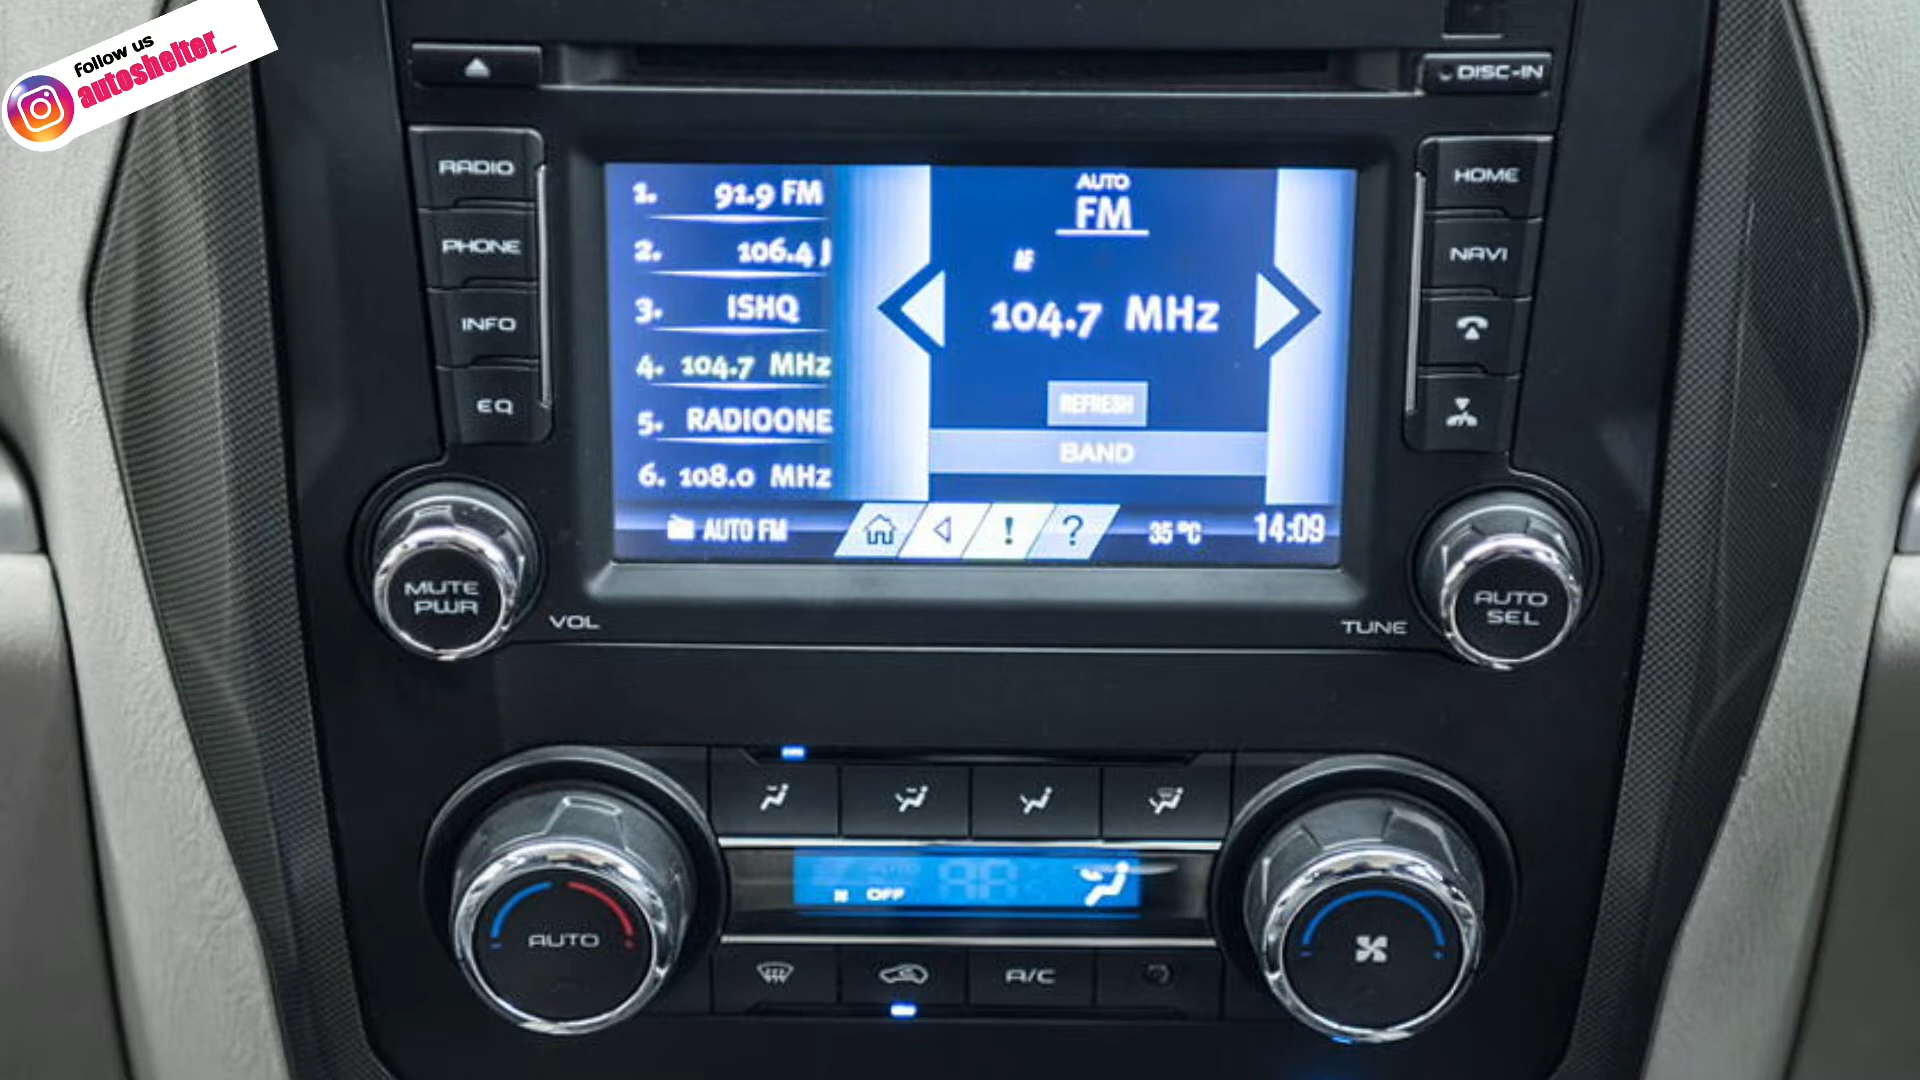 Follow us
autoshelter_
DISC-IN
RADIO
PHONE
INFO
EQ
1. 91.9 FM
2. 106.4 J
3. ISHQ
4. 104.7 MHz
5. RADIOONE
6. 108.0 MHz
AUTO
FM
AF
104.7 MHz
REFRESH
BAND
AUTO FM
!
?
35 °C
14:09
HOME
NAVI
MUTE
PWR
VOL
TUNE
AUTO
SEL
OFF
AUTO
A/C